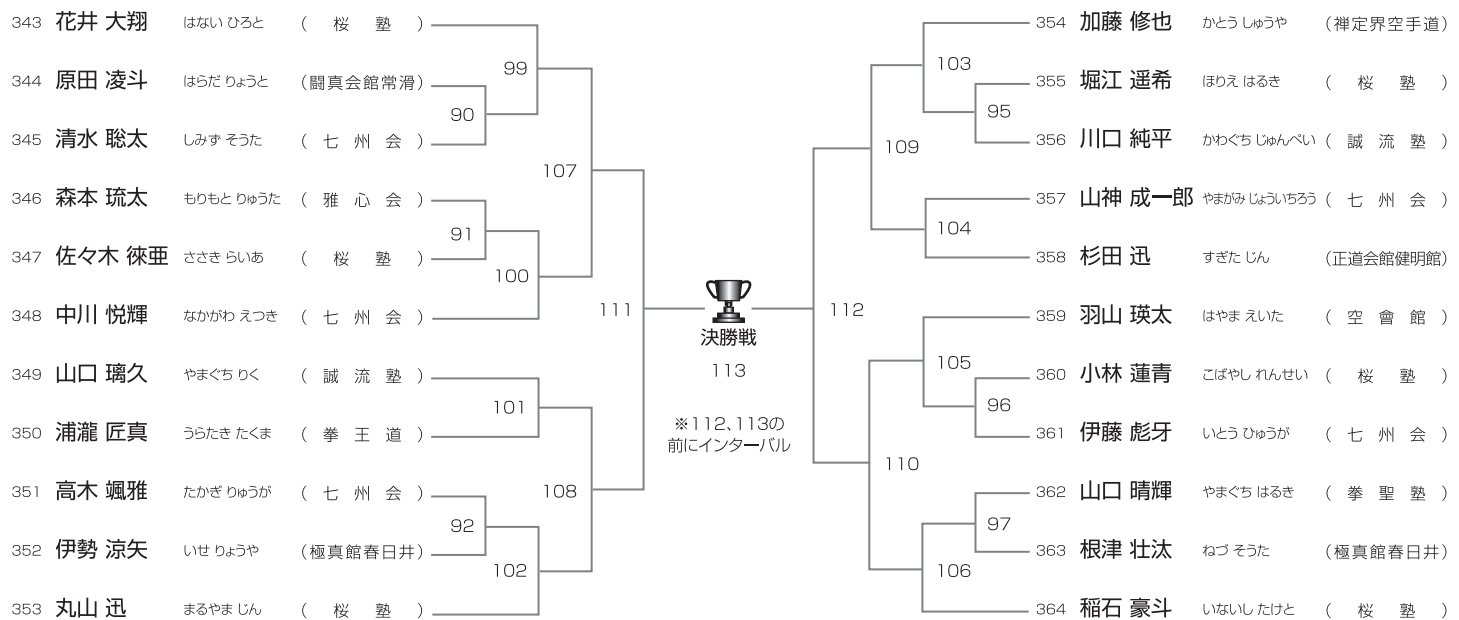 343 花井 大翔 はない ひろと （ 桜 塾 ）
344 原田 凌斗 はらだ りょうと （闘真会館常滑）
345 清水 聡太 しみず そうた （ 七 州 会 ）
346 森本 琉太 もりもと りゅうた （ 雅 心 会 ）
347 佐々木 徠亜 ささき らいあ （ 桜 塾 ）
348 中川 悦輝 なかがわ えつき （ 七 州 会 ）
349 山口 璃久 やまぐち りく （ 誠 流 塾 ）
350 浦瀧 匠真 うらたき たくま （ 拳 王 道 ）
351 高木 颯雅 たかぎ りゅうが （ 七 州 会 ）
352 伊勢 涼矢 いせ りょうや （極真館春日井）
353 丸山 迅 まるやま じん （ 桜 塾 ）
99
90
107
91
100
111
101
108
92
102
決勝戦
113
※112、113の
前にインターバル
103
95
109
104
112
105
96
110
97
106
354 加藤 修也 かとう しゅうや （禅定界空手道）
355 堀江 遥希 ほりえ はるき （ 桜 塾 ）
356 川口 純平 かわぐち じゅんぺい （ 誠 流 塾 ）
357 山神 成一郎 やまがみ じょういちろう （ 七 州 会 ）
358 杉田 迅 すぎた じん （正道会館健明館）
359 羽山 瑛太 はやま えいた （ 空 會 館 ）
360 小林 蓮青 こばやし れんせい （ 桜 塾 ）
361 伊藤 彪牙 いとう ひゅうが （ 七 州 会 ）
362 山口 晴輝 やまぐち はるき （ 拳 聖 塾 ）
363 根津 壮汰 ねづ そうた （極真館春日井）
364 稲石 豪斗 いないし たけと （ 桜 塾 ）